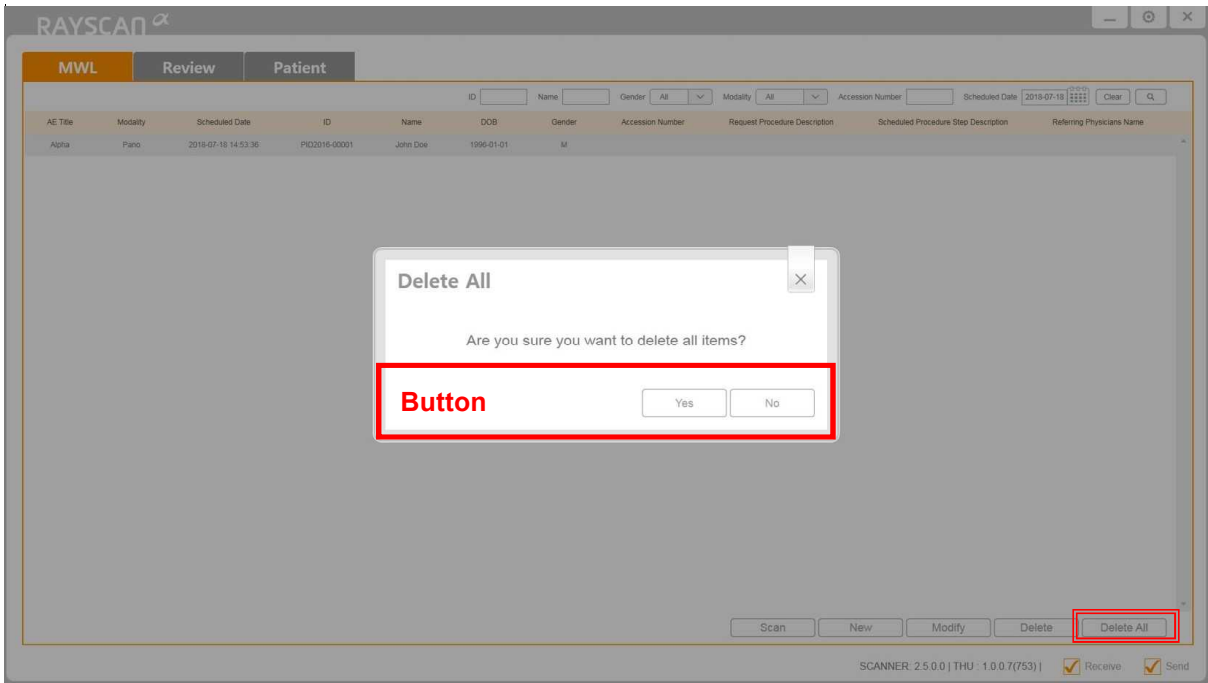 RAYSCAN α
MWL Review Patient
ID Name Gender All Modality All Accession Number Scheduled Date 2018-07-18 Clear
AE Title Modality Scheduled Date ID Name DOB Gender Accession Number Request Procedure Description Scheduled Procedure Step Description Referring Physicians Name
Alpha Pano 2018-07-18 14:53:36 PID2016-00001 John Doe 1996-01-01 M
Delete All
Are you sure you want to delete all items?
Button Yes No
Scan New Modify Delete Delete All
SCANNER: 2.5.0.0 | THU : 1.0.0.7(753) | Receive Send